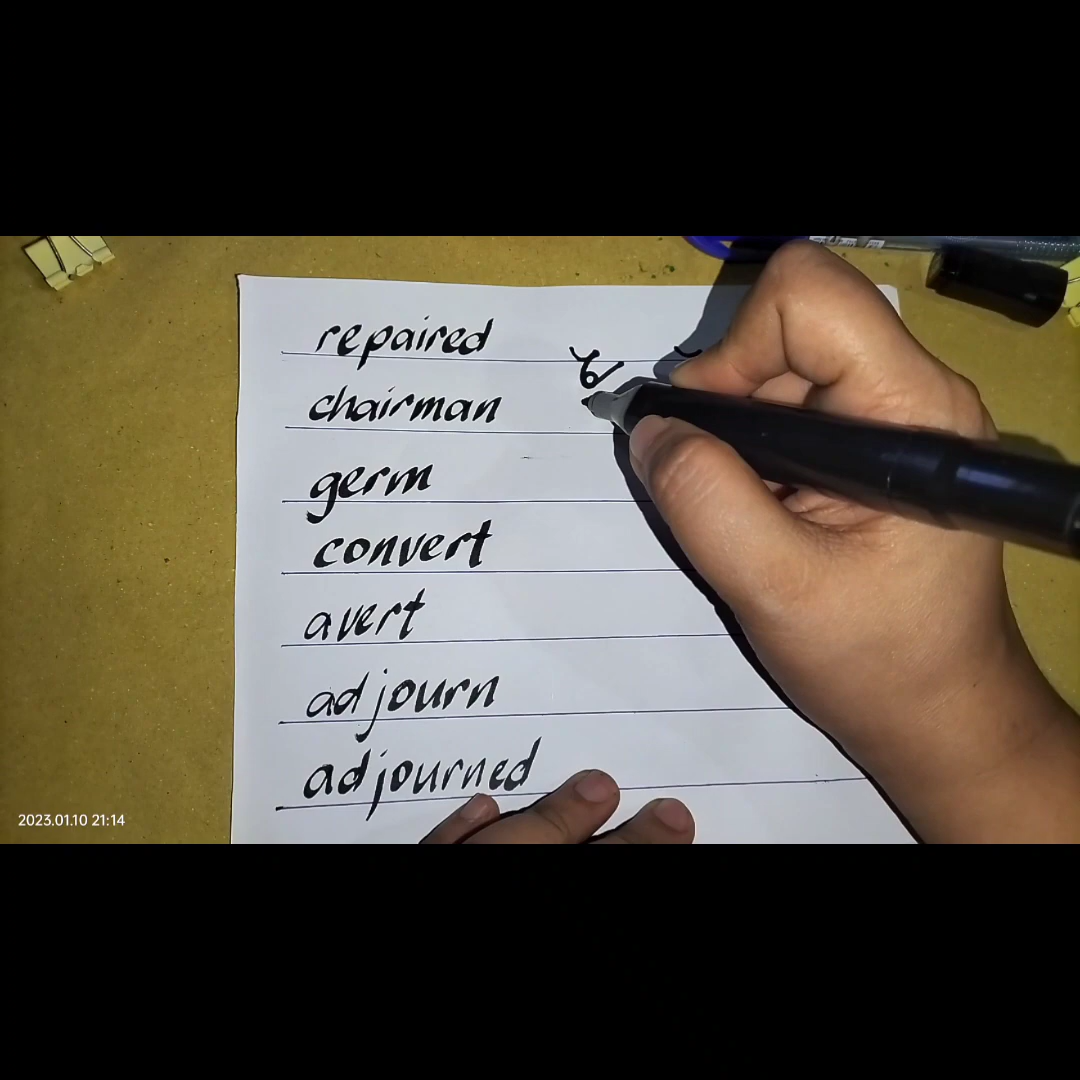 repaired
chairman
germ
convert
avert
adjourn
adjourned
2023.01.10 21:14